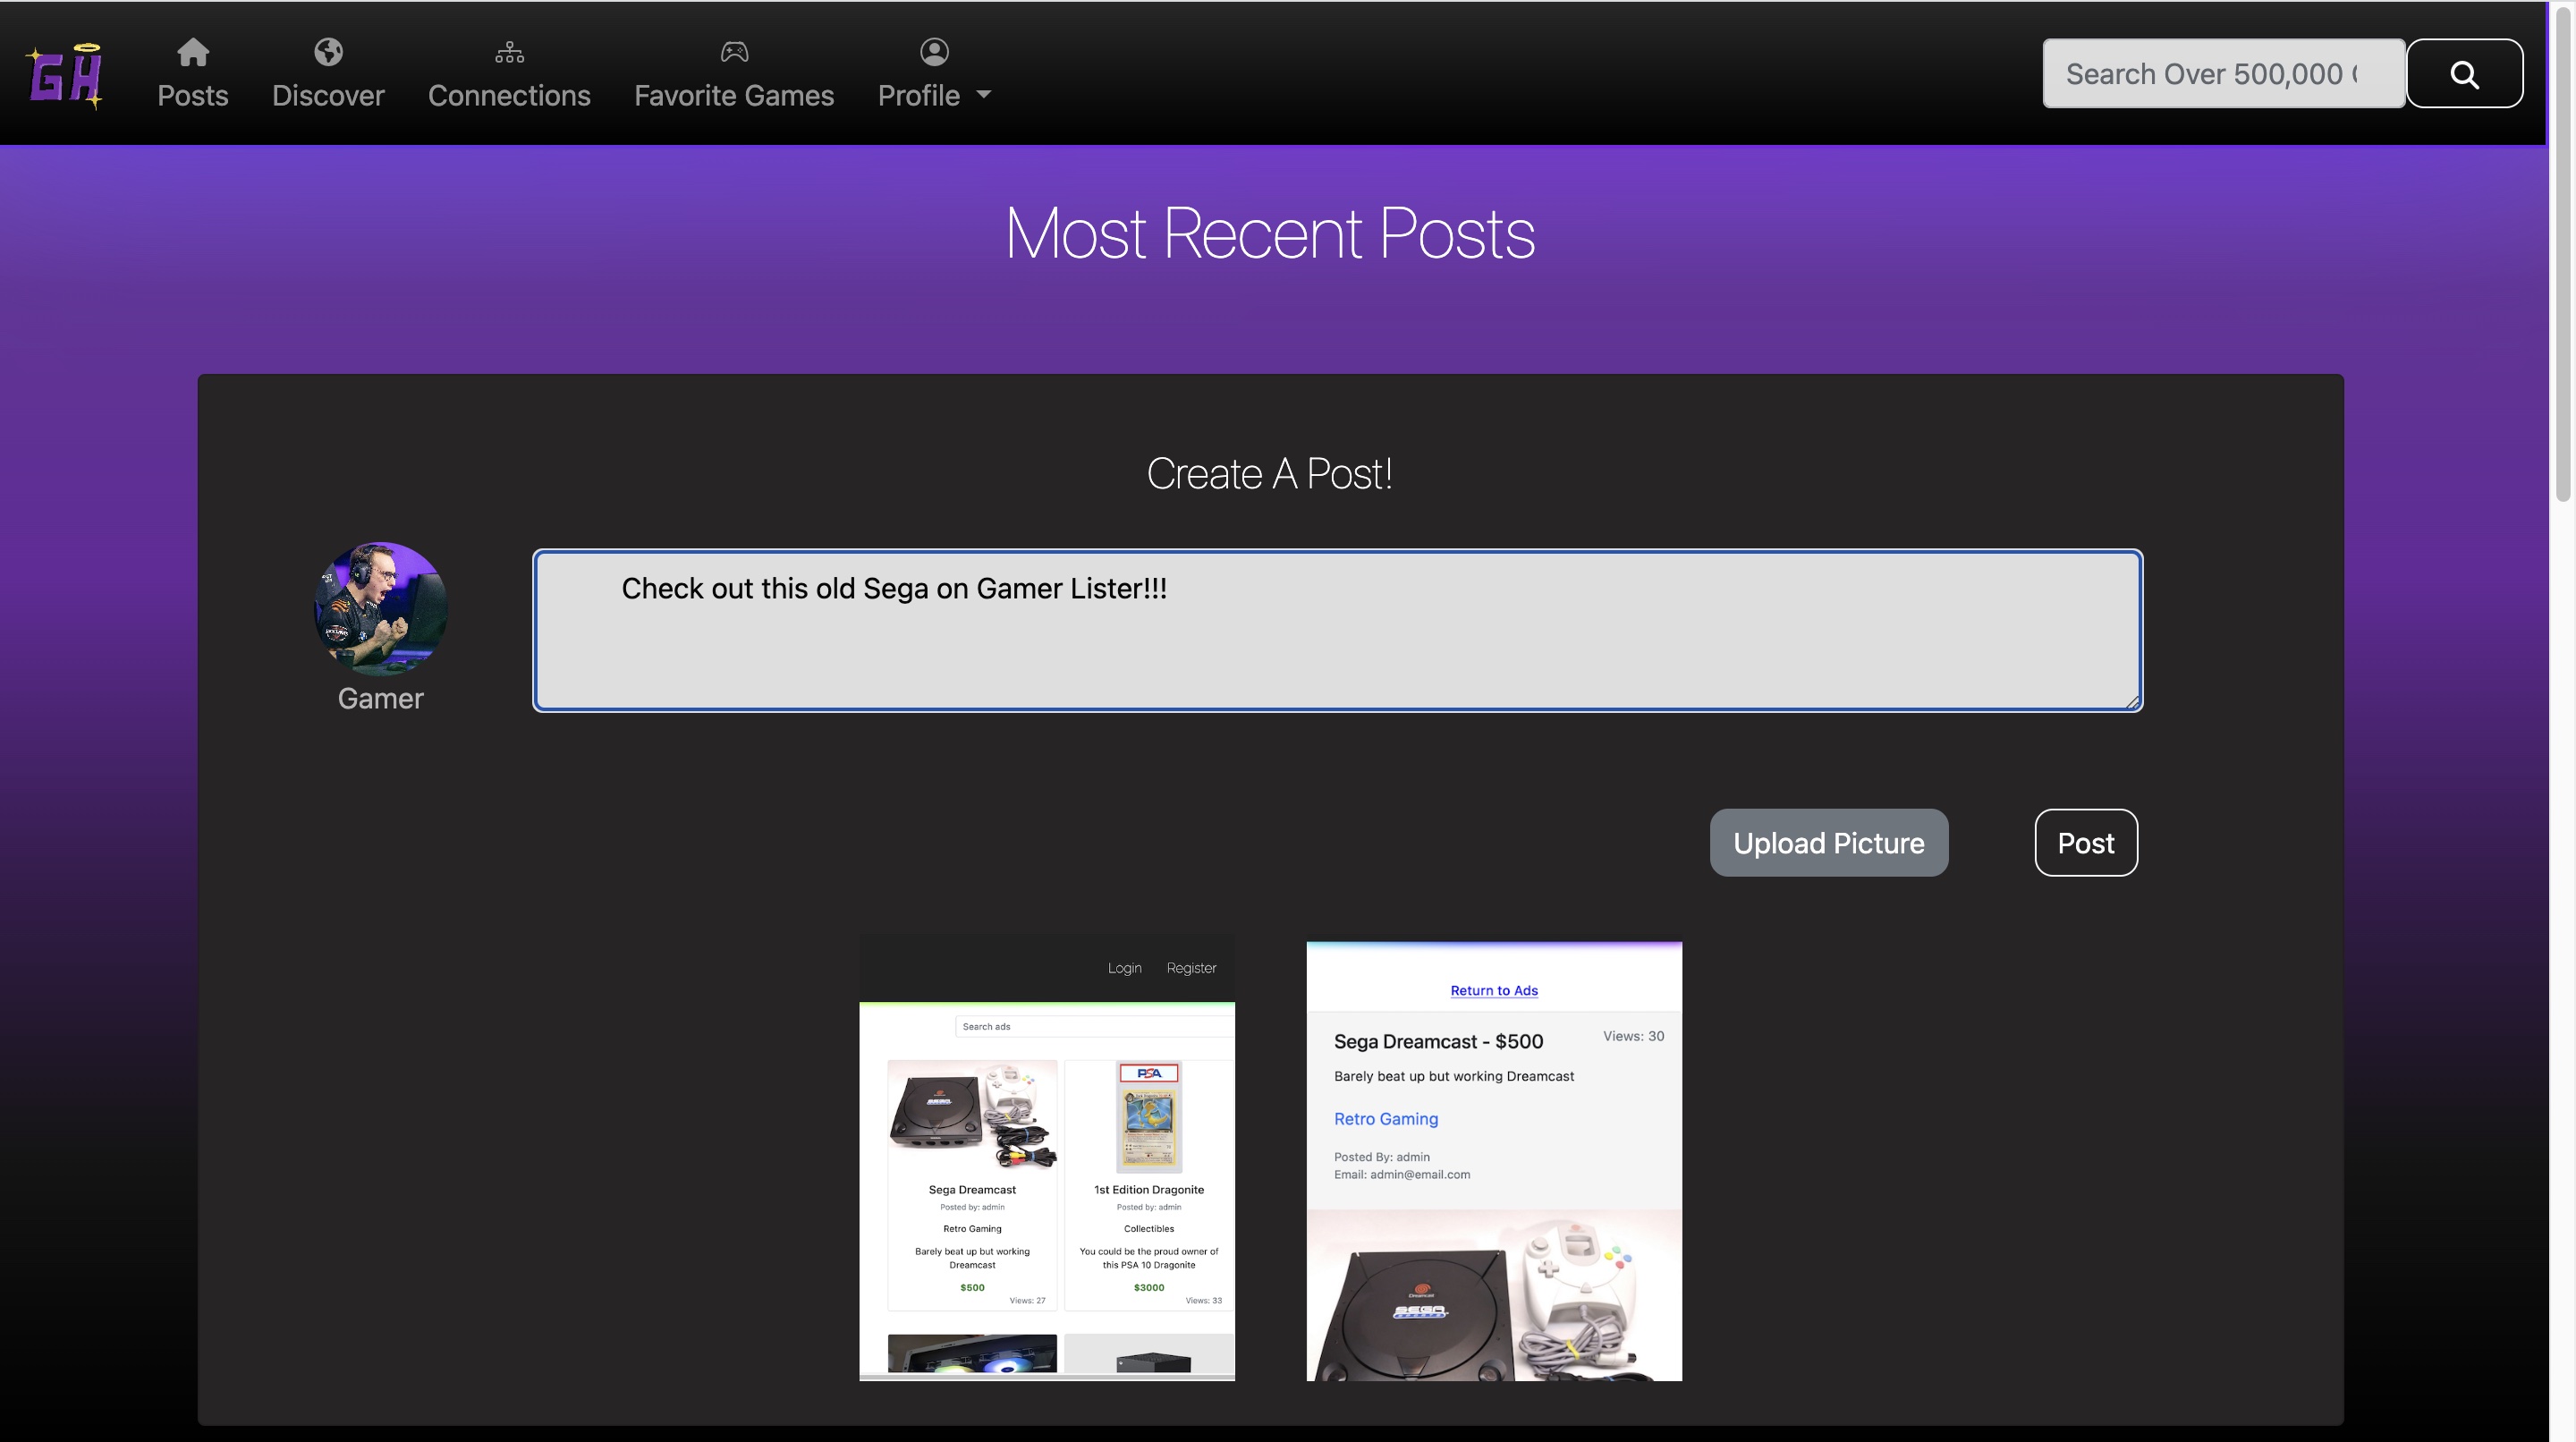 GH
Posts
Discover
Connections
Favorite Games
Profile
Search Over 500,000
Most Recent Posts
Create A Post!
Check out this old Sega on Gamer Lister!!!
Gamer
Upload Picture
Post
Login Register
Search ads
PSA
Sega Dreamcast
Posted by: admin
Retro Gaming
Barely beat up but working
Dreamcast
$500
Views: 27
1st Edition Dragonite
Posted by: admin
Collectibles
You could be the proud owner of
this PSA 10 Dragonite
$3000
Views: 33
Return to Ads
Sega Dreamcast - $500
Views: 30
Barely beat up but working Dreamcast
Retro Gaming
Posted By: admin
Email: admin@email.com
Dreamcast
SEGA